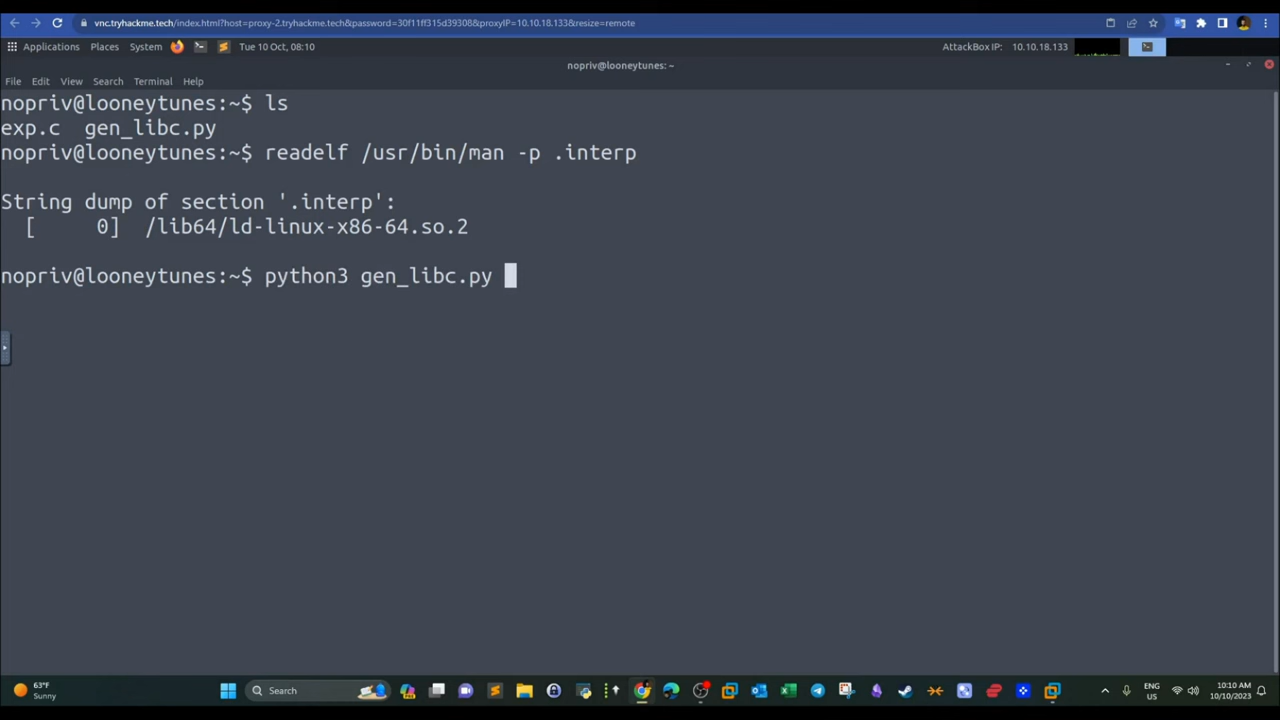 vnc.tryhackme.tech/index.html?host=proxy-2.tryhackme.tech&password=30f11ff315d39308&proxyIP=10.10.18.133&resize=remote
Applications Places System Tue 10 Oct, 08:10 AttackBox IP: 10.10.18.133
nopriv@looneytunes: ~
File Edit View Search Terminal Help
nopriv@looneytunes:~$ ls
exp.c gen_libc.py
nopriv@looneytunes:~$ readelf /usr/bin/man -p .interp
String dump of section '.interp':
[ 0] /lib64/ld-linux-x86-64.so.2
nopriv@looneytunes:~$ python3 gen_libc.py
63°F
Sunny
Search
ENG
US
10:10 AM
10/10/2023